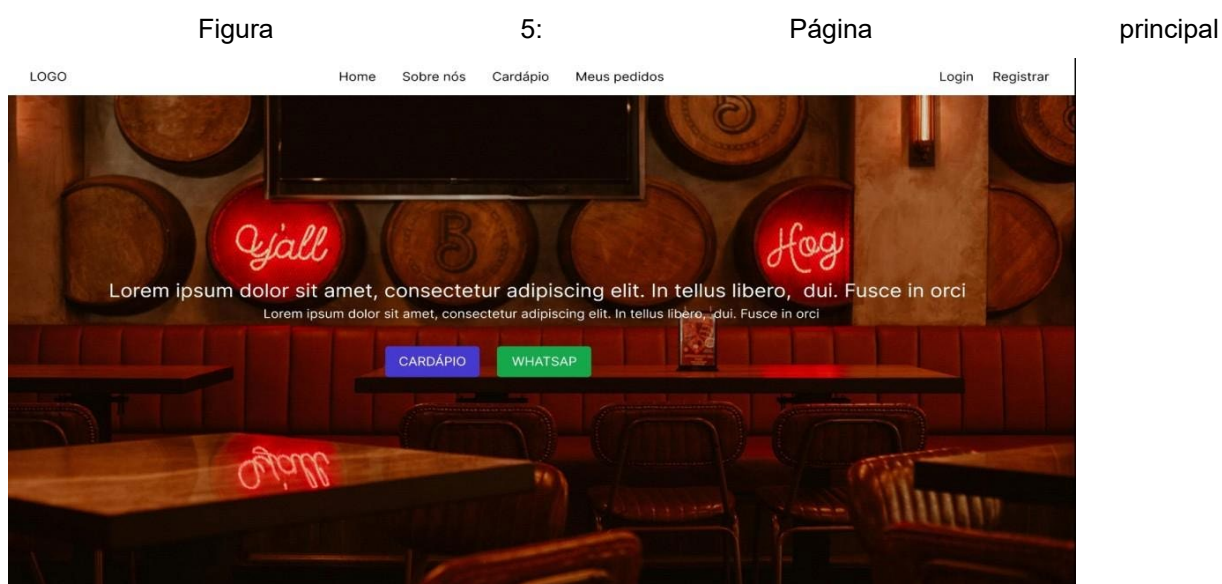 Figura 5: Página principal
LOGO Home Sobre nós Cardápio Meus pedidos Login Registrar
Y'all
Hog
Lorem ipsum dolor sit amet, consectetur adipiscing elit. In tellus libero, dui. Fusce in orci
Lorem ipsum dolor sit amet, consectetur adipiscing elit. In tellus libero, dui. Fusce in orci
CARDÁPIO WHATSAP